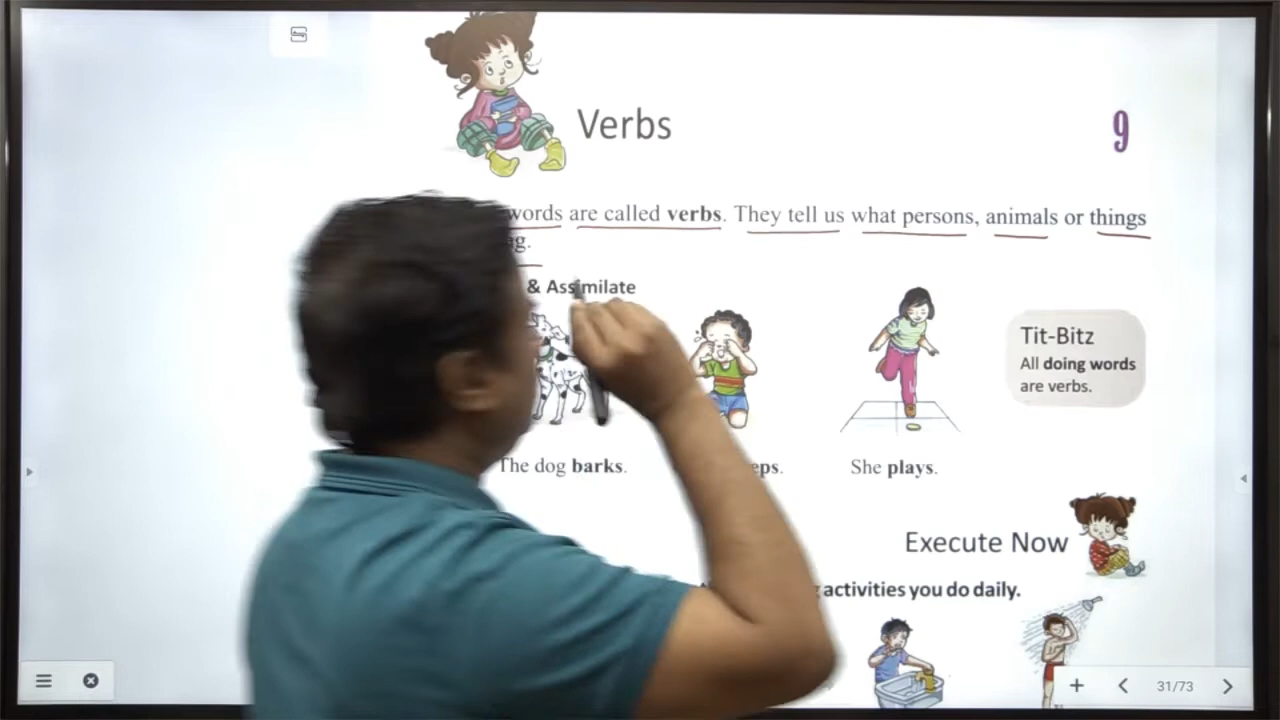 Verbs
9
words are called verbs. They tell us what persons, animals or things
& Assimilate
Tit-Bitz
All doing words
are verbs.
The dog barks.
She plays.
Execute Now
activities you do daily.
31/73